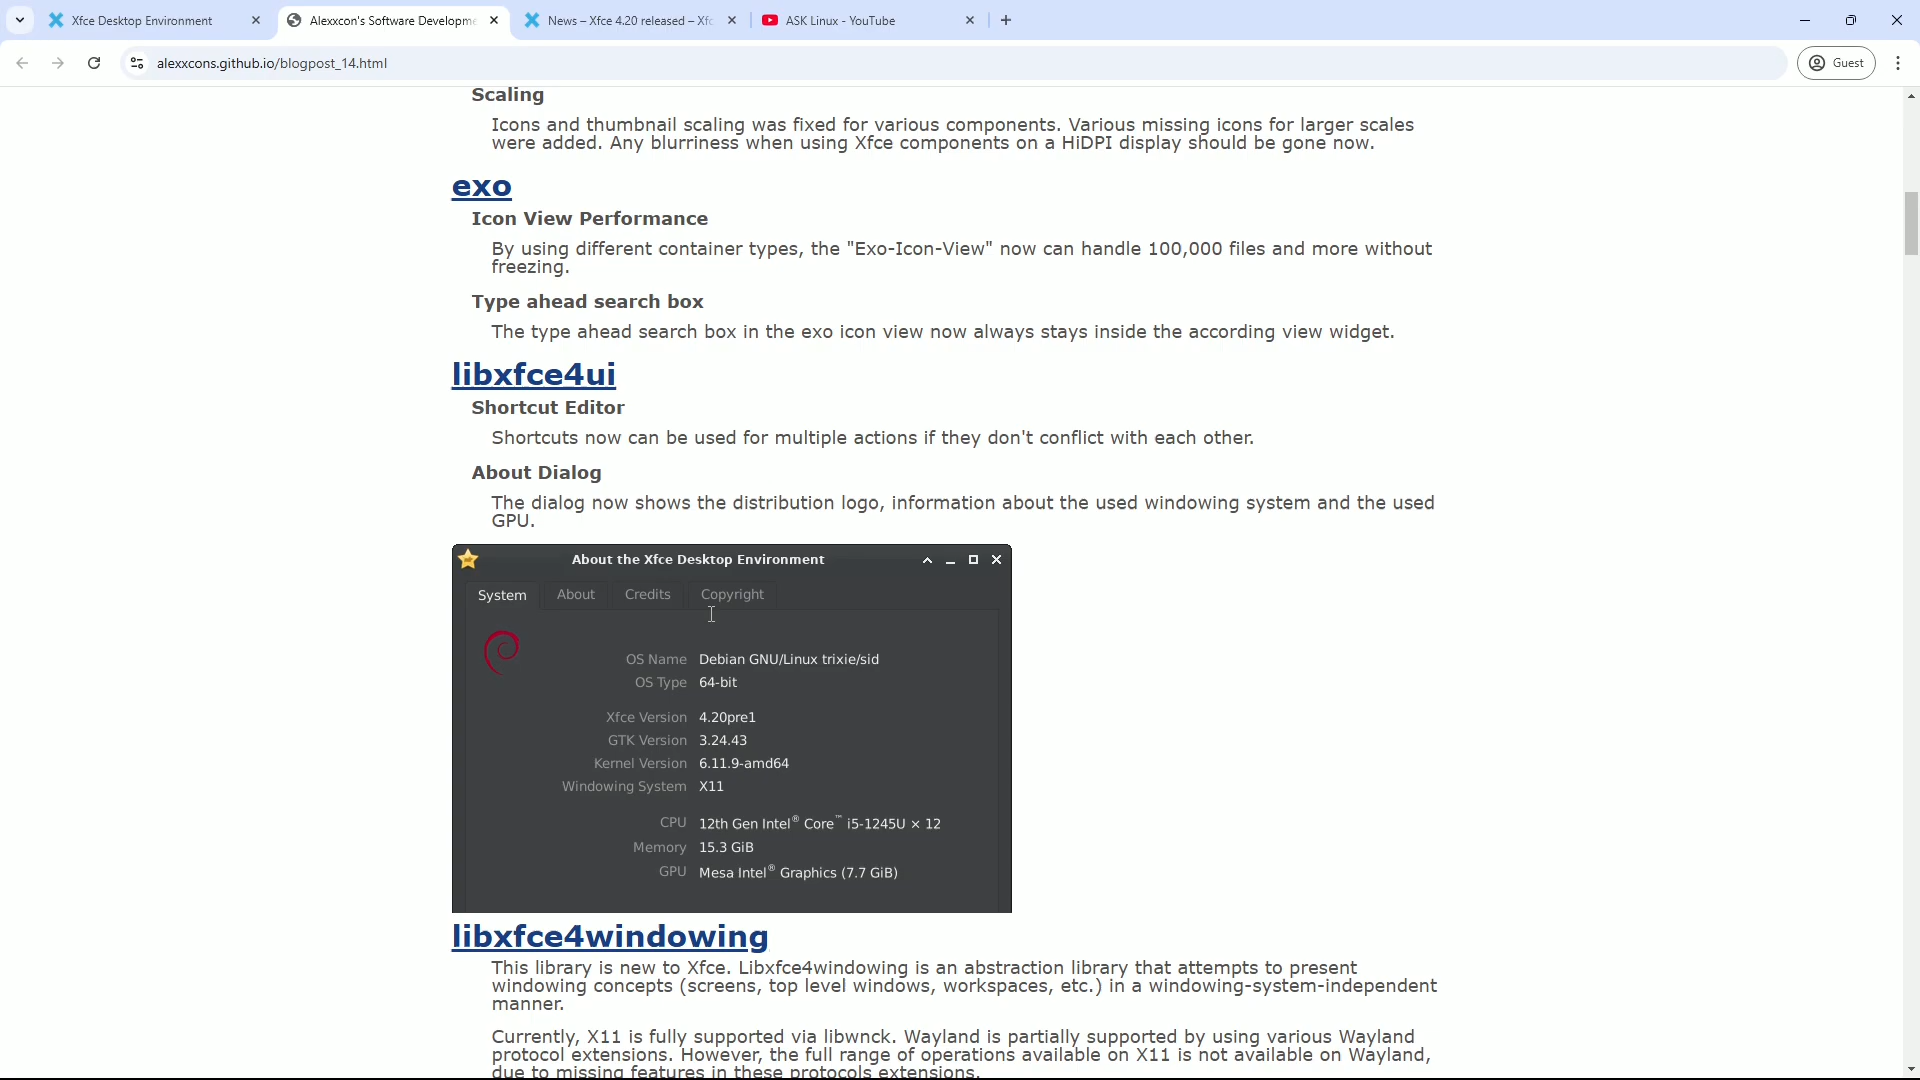 Xfce Desktop Environment
Alexxcon's Software Developme
News – Xfce 4.20 released – Xfc
ASK Linux - YouTube
alexxcons.github.io/blogpost_14.html
Guest
Scaling
Icons and thumbnail scaling was fixed for various components. Various missing icons for larger scales
were added. Any blurriness when using Xfce components on a HiDPI display should be gone now.
exo
Icon View Performance
By using different container types, the "Exo-Icon-View" now can handle 100,000 files and more without
freezing.
Type ahead search box
The type ahead search box in the exo icon view now always stays inside the according view widget.
libxfce4ui
Shortcut Editor
Shortcuts now can be used for multiple actions if they don't conflict with each other.
About Dialog
The dialog now shows the distribution logo, information about the used windowing system and the used
GPU.
About the Xfce Desktop Environment
System About Credits Copyright
OS Name Debian GNU/Linux trixie/sid
OS Type 64-bit
Xfce Version 4.20pre1
GTK Version 3.24.43
Kernel Version 6.11.9-amd64
Windowing System X11
CPU 12th Gen Intel® Core™ i5-1245U × 12
Memory 15.3 GiB
GPU Mesa Intel® Graphics (7.7 GiB)
libxfce4windowing
This library is new to Xfce. Libxfce4windowing is an abstraction library that attempts to present
windowing concepts (screens, top level windows, workspaces, etc.) in a windowing-system-independent
manner.
Currently, X11 is fully supported via libwnck. Wayland is partially supported by using various Wayland
protocol extensions. However, the full range of operations available on X11 is not available on Wayland,
due to missing features in these protocols extensions.